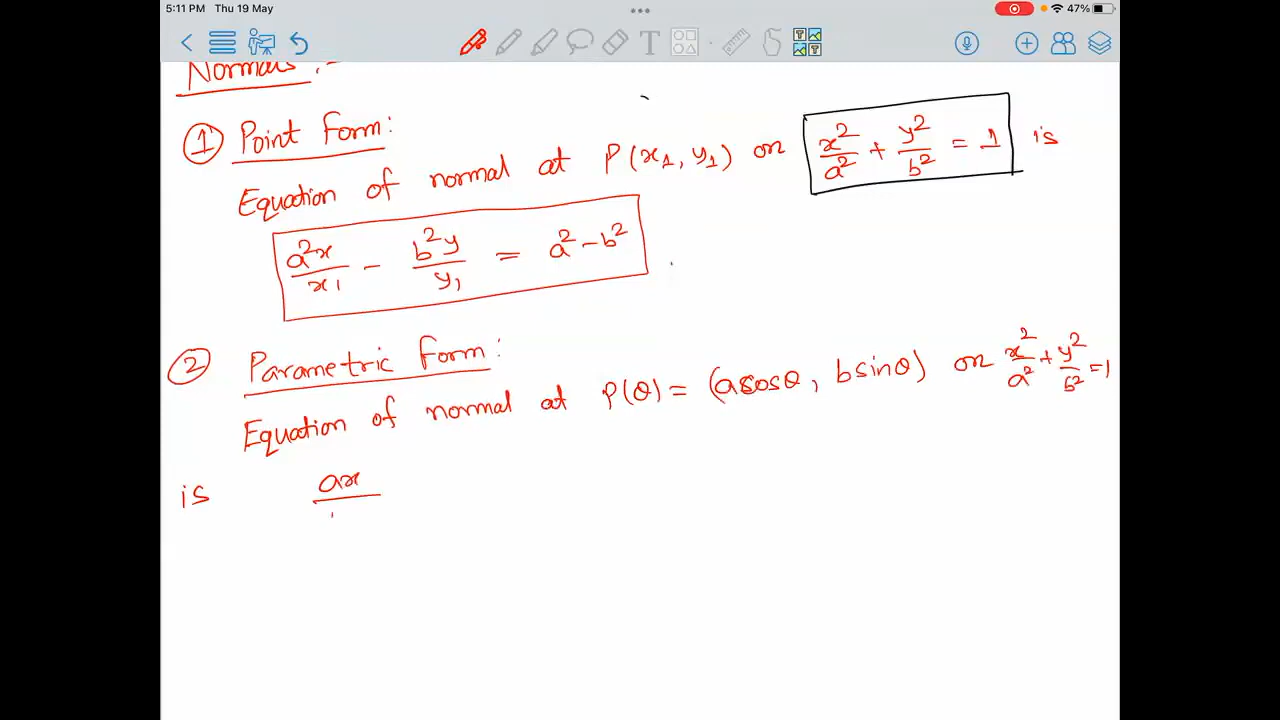 5:11 PM Thu 19 May
47%
Normals :-
① Point Form:
Equation of normal at P(x₁, y₁) on x²/a² + y²/b² = 1 is
a²x/x₁ - b²y/y₁ = a² - b²
② Parametric Form:
Equation of normal at P(θ) = (acosθ, bsinθ) on x²/a² + y²/b² = 1
is ax